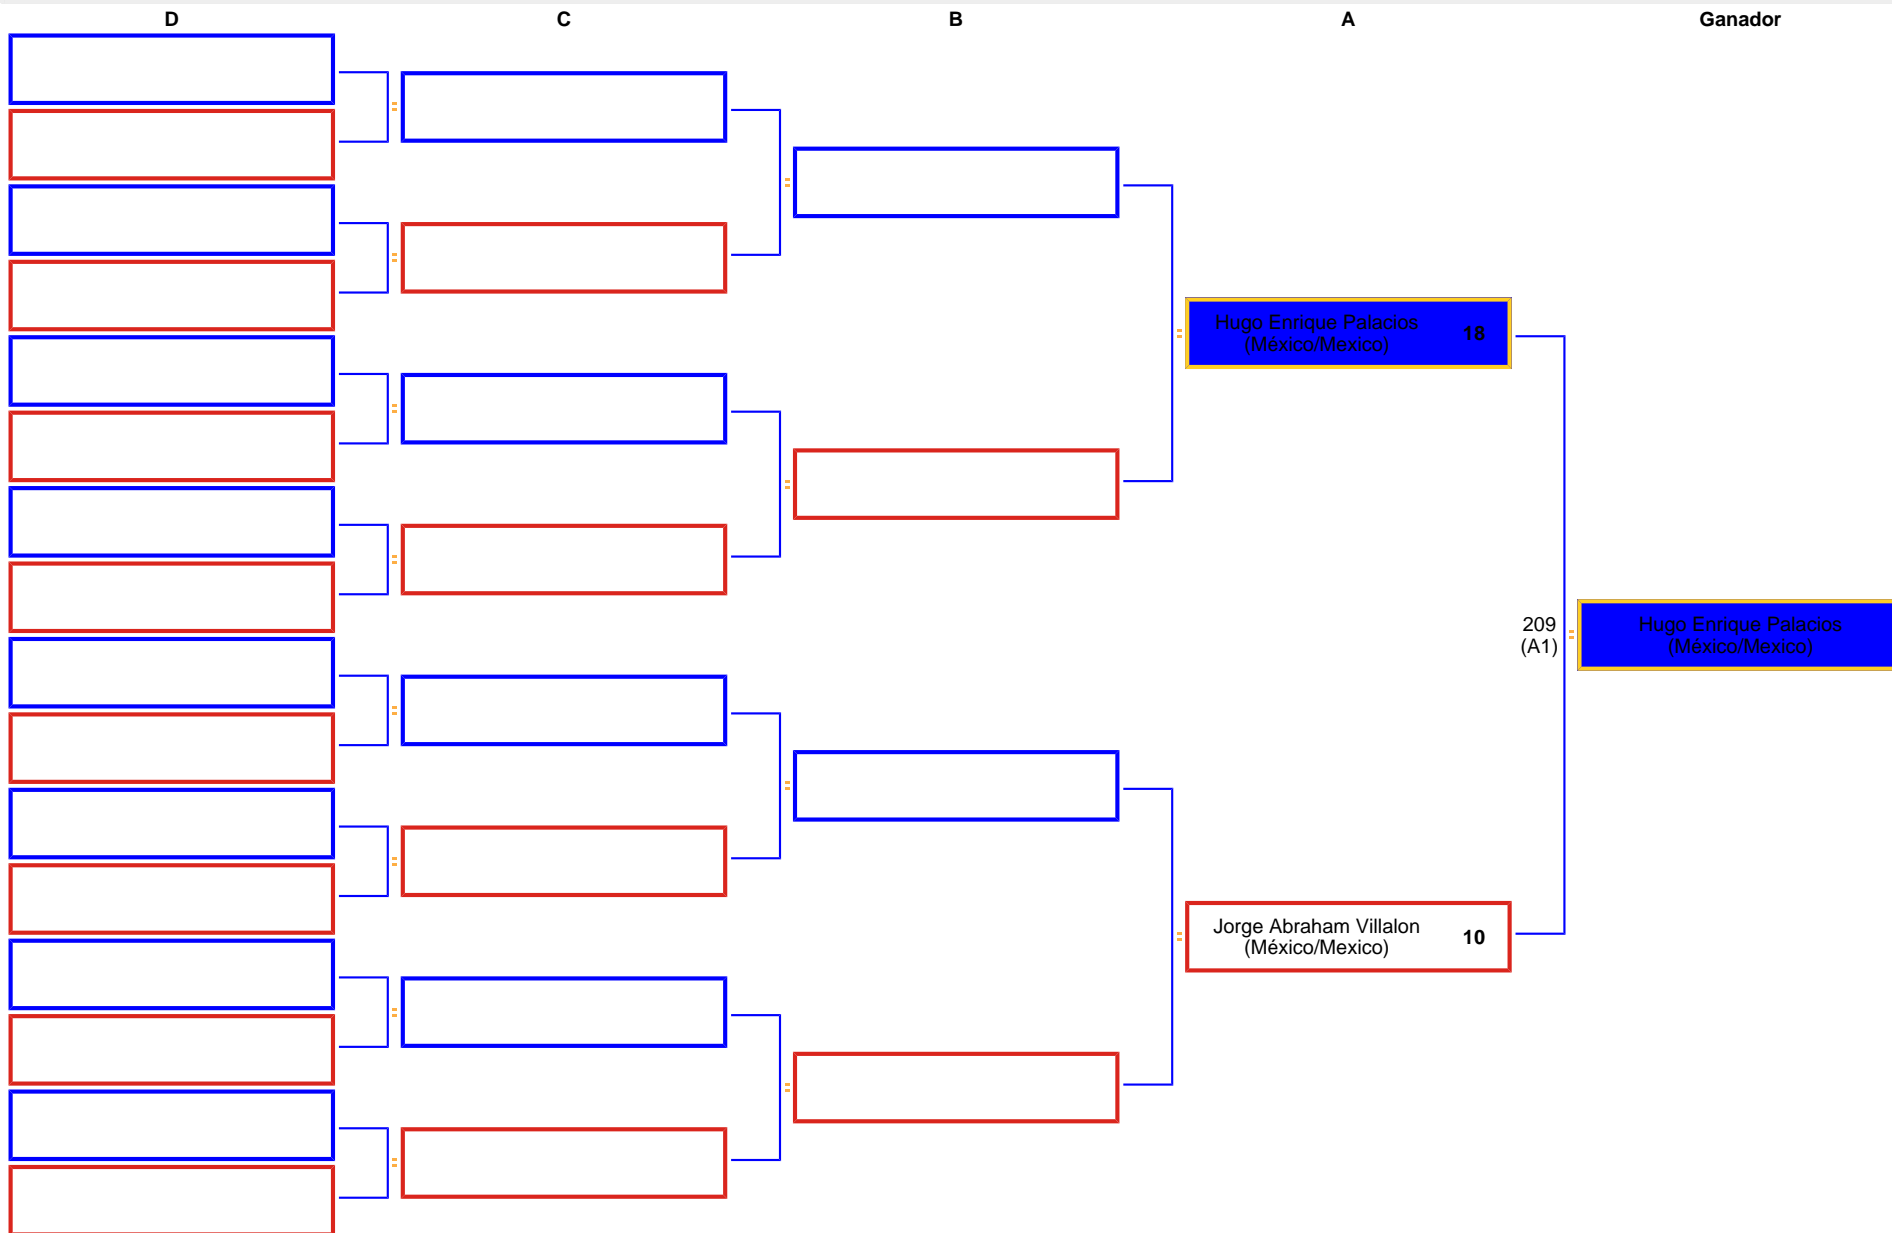 D C B A Ganador
Hugo Enrique Palacios 18
(México/Mexico)
209
(A1)
Hugo Enrique Palacios
(México/Mexico)
Jorge Abraham Villalon 10
(México/Mexico)